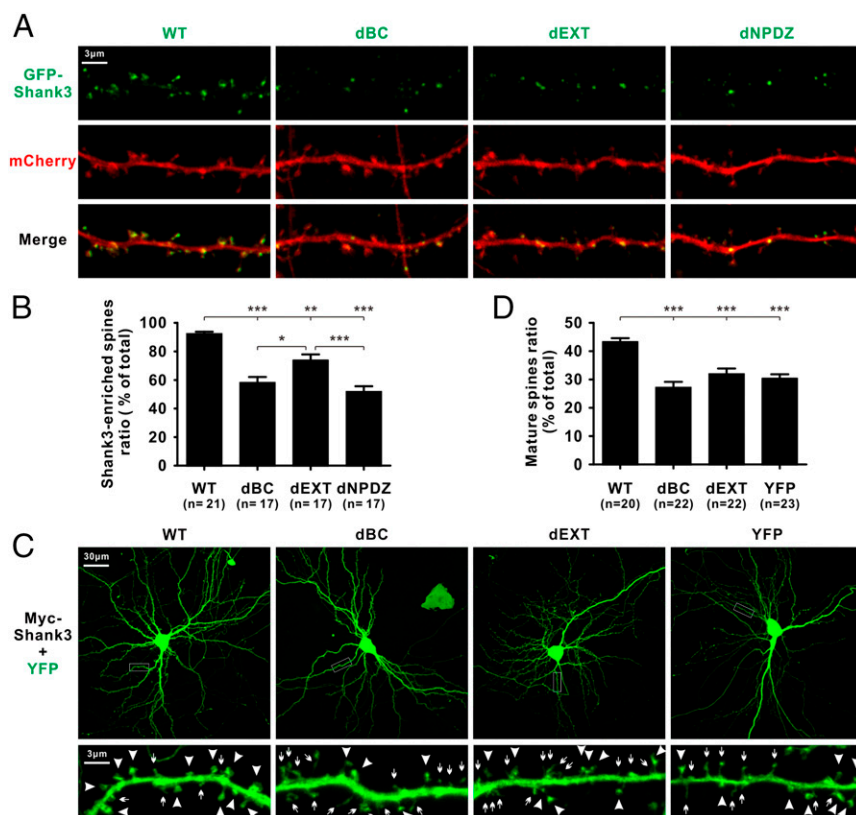 A
WT dBC dEXT dNPDZ
3μm
GFP-
Shank3
mCherry
Merge
B
Shank3-enriched spines
ratio ( % of total)
100
80
60
40
20
0
*** ** ***
* ***
WT dBC dEXT dNPDZ
(n= 21) (n= 17) (n= 17) (n= 17)
D
Mature spines ratio
(% of total)
50
40
30
20
10
0
*** *** ***
WT dBC dEXT YFP
(n=20) (n=22) (n=22) (n=23)
C
WT dBC dEXT YFP
30μm
Myc-
Shank3
+
YFP
3μm